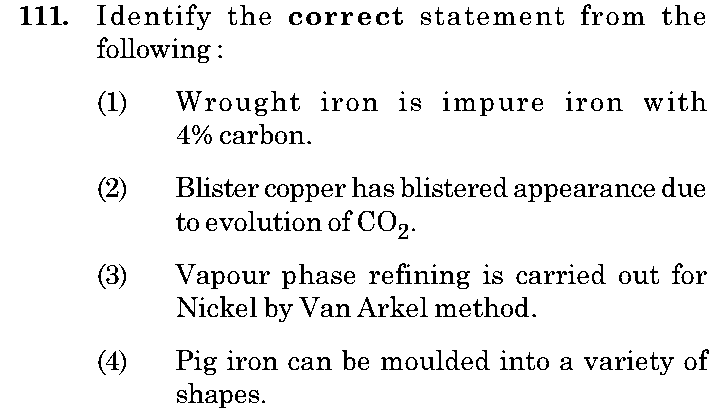 111. Identify the correct statement from the
following :
(1) Wrought iron is impure iron with
4% carbon.
(2) Blister copper has blistered appearance due
to evolution of CO₂.
(3) Vapour phase refining is carried out for
Nickel by Van Arkel method.
(4) Pig iron can be moulded into a variety of
shapes.